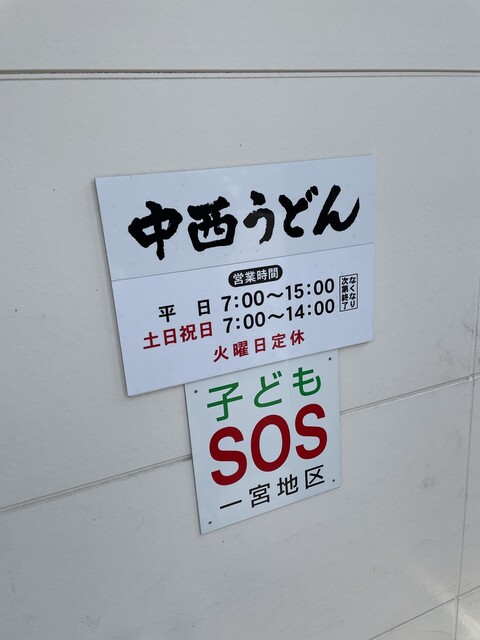 中西うどん
営業時間
平日 7:00～15:00
土日祝日 7:00～14:00
なくなり
次第終了
火曜日定休
子ども
SOS
一宮地区